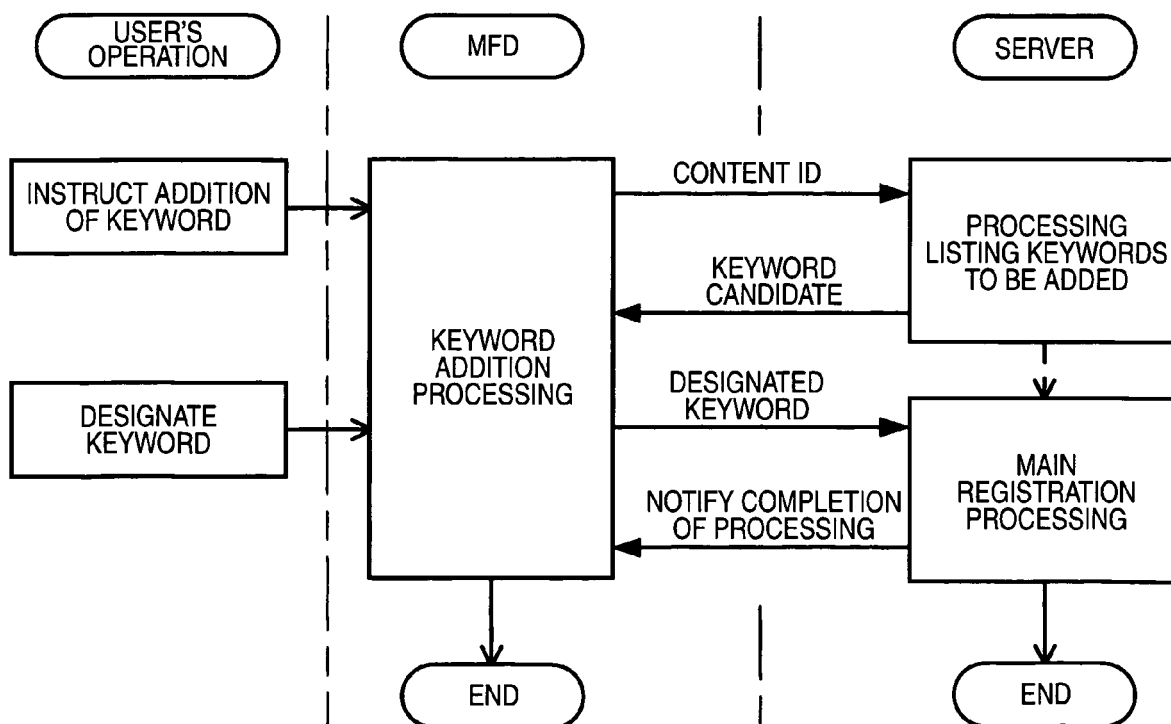 USER'S
OPERATION
MFD
SERVER
INSTRUCT ADDITION
OF KEYWORD
CONTENT ID
PROCESSING
LISTING KEYWORDS
TO BE ADDED
KEYWORD
CANDIDATE
KEYWORD
ADDITION
PROCESSING
DESIGNATE
KEYWORD
DESIGNATED
KEYWORD
MAIN
REGISTRATION
PROCESSING
NOTIFY COMPLETION
OF PROCESSING
END
END